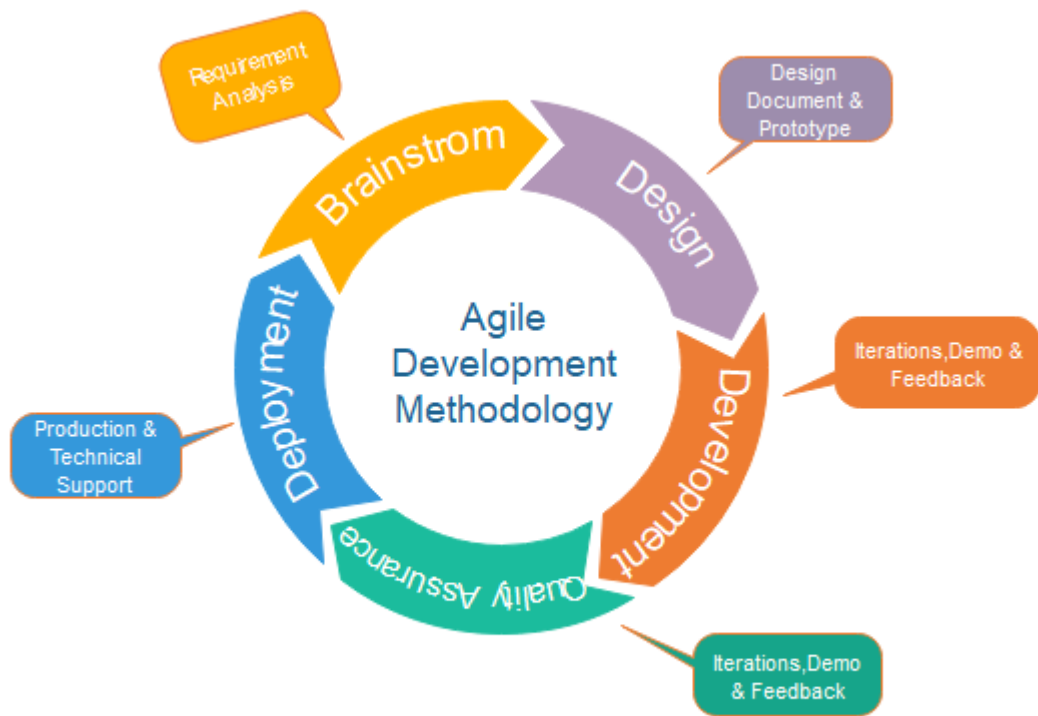 Requirement
Analysis
Brainstrom
Design
Document &
Prototype
Design
Iterations,Demo &
Feedback
Development
Iterations,Demo
& Feedback
Quality Assurance
Production &
Technical
Support
Deployment
Agile
Development
Methodology